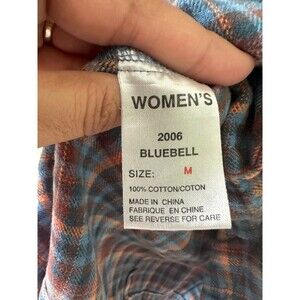 WOMEN'S
2006
BLUEBELL
SIZE: M
100% COTTON/COTON
MADE IN CHINA
FABRIQUE EN CHINE
SEE REVERSE FOR CARE